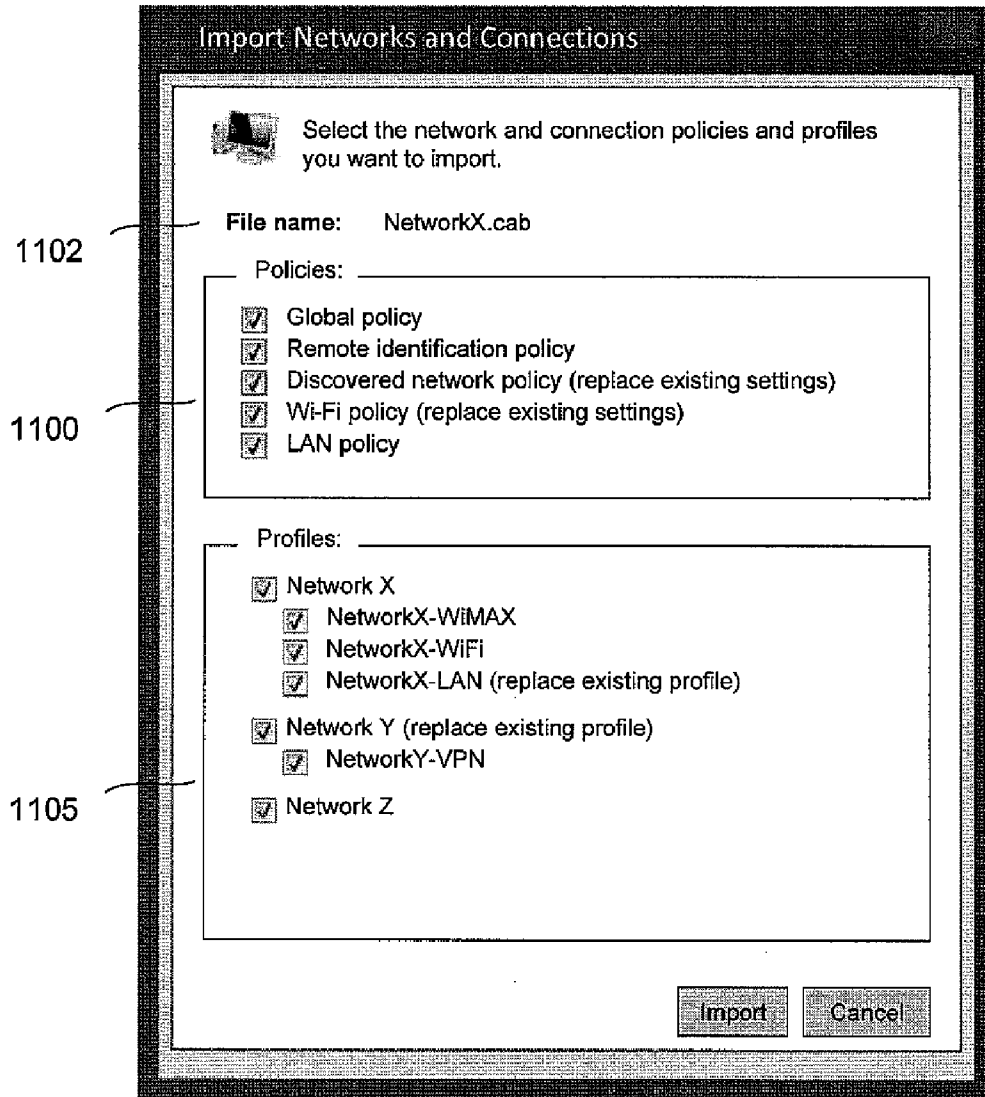 Import Networks and Connections
Select the network and connection policies and profiles
you want to import.
1102
File name: NetworkX.cab
Policies:
Global policy
Remote identification policy
Discovered network policy (replace existing settings)
1100
Wi-Fi policy (replace existing settings)
LAN policy
Profiles:
Network X
NetworkX-WiMAX
NetworkX-WiFi
NetworkX-LAN (replace existing profile)
Network Y (replace existing profile)
NetworkY-VPN
1105
Network Z
Import
Cancel